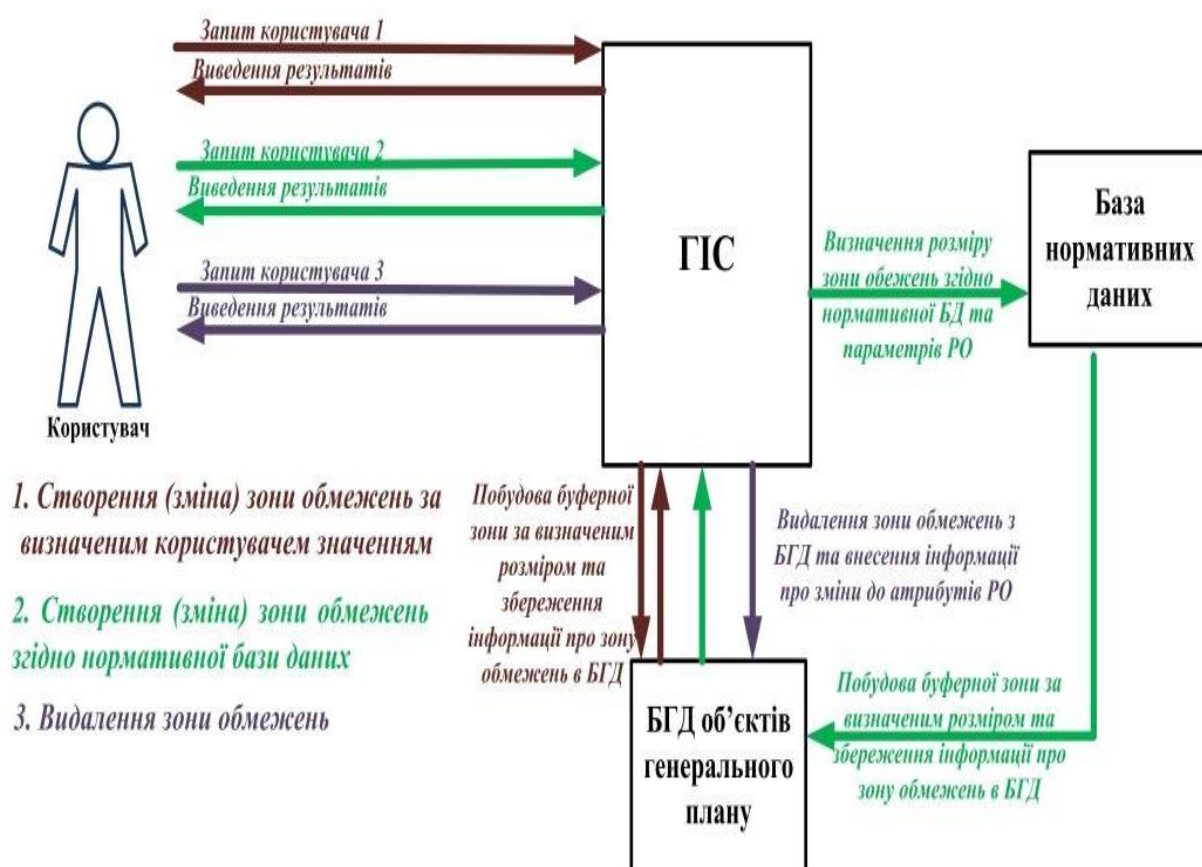 Запит користувача 1
Виведення результатів
Запит користувача 2
Виведення результатів
Запит користувача 3
Виведення результатів
Користувач
ГІС
Визначення розміру
зони обежень згідно
нормативної БД та
параметрів РО
База
нормативних
даних
1. Створення (зміна) зони обмежень за
визначеним користувачем значенням
2. Створення (зміна) зони обмежень
згідно нормативної бази даних
3. Видалення зони обмежень
Побудова буферної
зони за визначеним
розміром та
збереження
інформації про зону
обмежень в БГД
Видалення зони обмежень з
БГД та внесення інформації
про зміни до атрибутів РО
БГД об’єктів
генерального
плану
Побудова буферної зони за
визначеним розміром та
збереження інформації про
зону обмежень в БГД